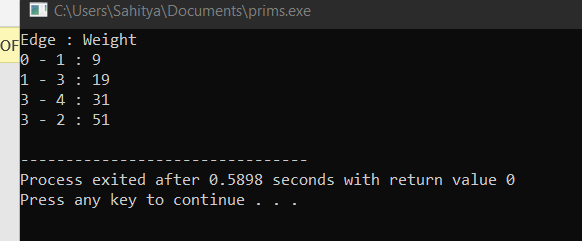 C:\Users\Sahitya\Documents\prims.exe
OF
Edge : Weight
0 - 1 : 9
1 - 3 : 19
3 - 4 : 31
3 - 2 : 51
--------------------------------
Process exited after 0.5898 seconds with return value 0
Press any key to continue . . .